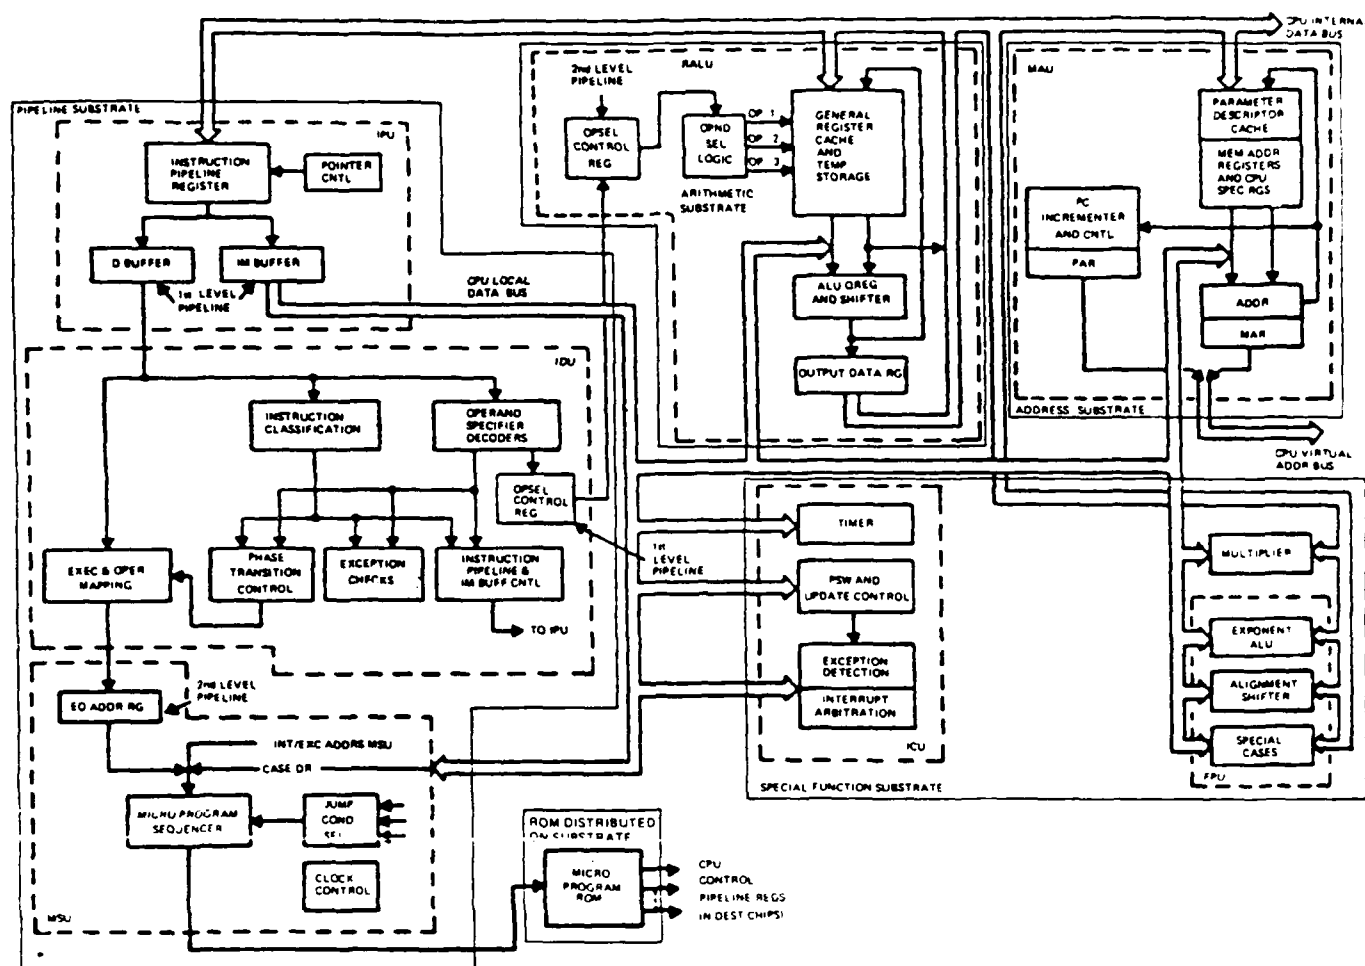 CPU INTERNA
DATA BUS
PIPELINE SUBSTRATE
IPU
INSTRUCTION
PIPELINE
REGISTER
POINTER
CNTL
D BUFFER
IM BUFFER
1st LEVEL
PIPELINE
CPU LOCAL
DATA BUS
2nd LEVEL
PIPELINE
RALU
OPSEL
CONTROL
REG
OPND
SEL
LOGIC
OP 1
OP 2
OP 3
GENERAL
REGISTER
CACHE
AND
TEMP
STORAGE
ARITHMETIC
SUBSTRATE
ALU QREG
AND SHIFTER
OUTPUT DATA RG
MAU
PARAMETER
DESCRIPTOR
CACHE
MEM ADDR
REGISTERS
AND CPU
SPEC RGS
PC
INCREMENTER
AND CNTL
PAR
ADDR
MAR
ADDRESS SUBSTRATE
CPU VIRTUAL
ADDR BUS
IDU
INSTRUCTION
CLASSIFICATION
OPERAND
SPECIFIER
DECODERS
OPSEL
CONTROL
REG
1st
LEVEL
PIPELINE
EXEC & OPER
MAPPING
PHASE
TRANSITION
CONTROL
EXCEPTION
CHECKS
INSTRUCTION
PIPELINE &
IM BUFF CNTL
TO IPU
TIMER
PSW AND
UPDATE CONTROL
EXCEPTION
DETECTION
INTERRUPT
ARBITRATION
ICU
SPECIAL FUNCTION SUBSTRATE
MULTIPLIER
EXPONENT
ALU
ALIGNMENT
SHIFTER
SPECIAL
CASES
FPU
2nd LEVEL
PIPELINE
EO ADDR RG
INT/EXC ADDRS MSU
CASE DR
MICRO PROGRAM
SEQUENCER
JUMP
COND
SEL
CLOCK
CONTROL
MSU
ROM DISTRIBUTED
ON SUBSTRATE
MICRO
PROGRAM
ROM
CPU
CONTROL
PIPELINE REGS
IN DEST CHIPS)